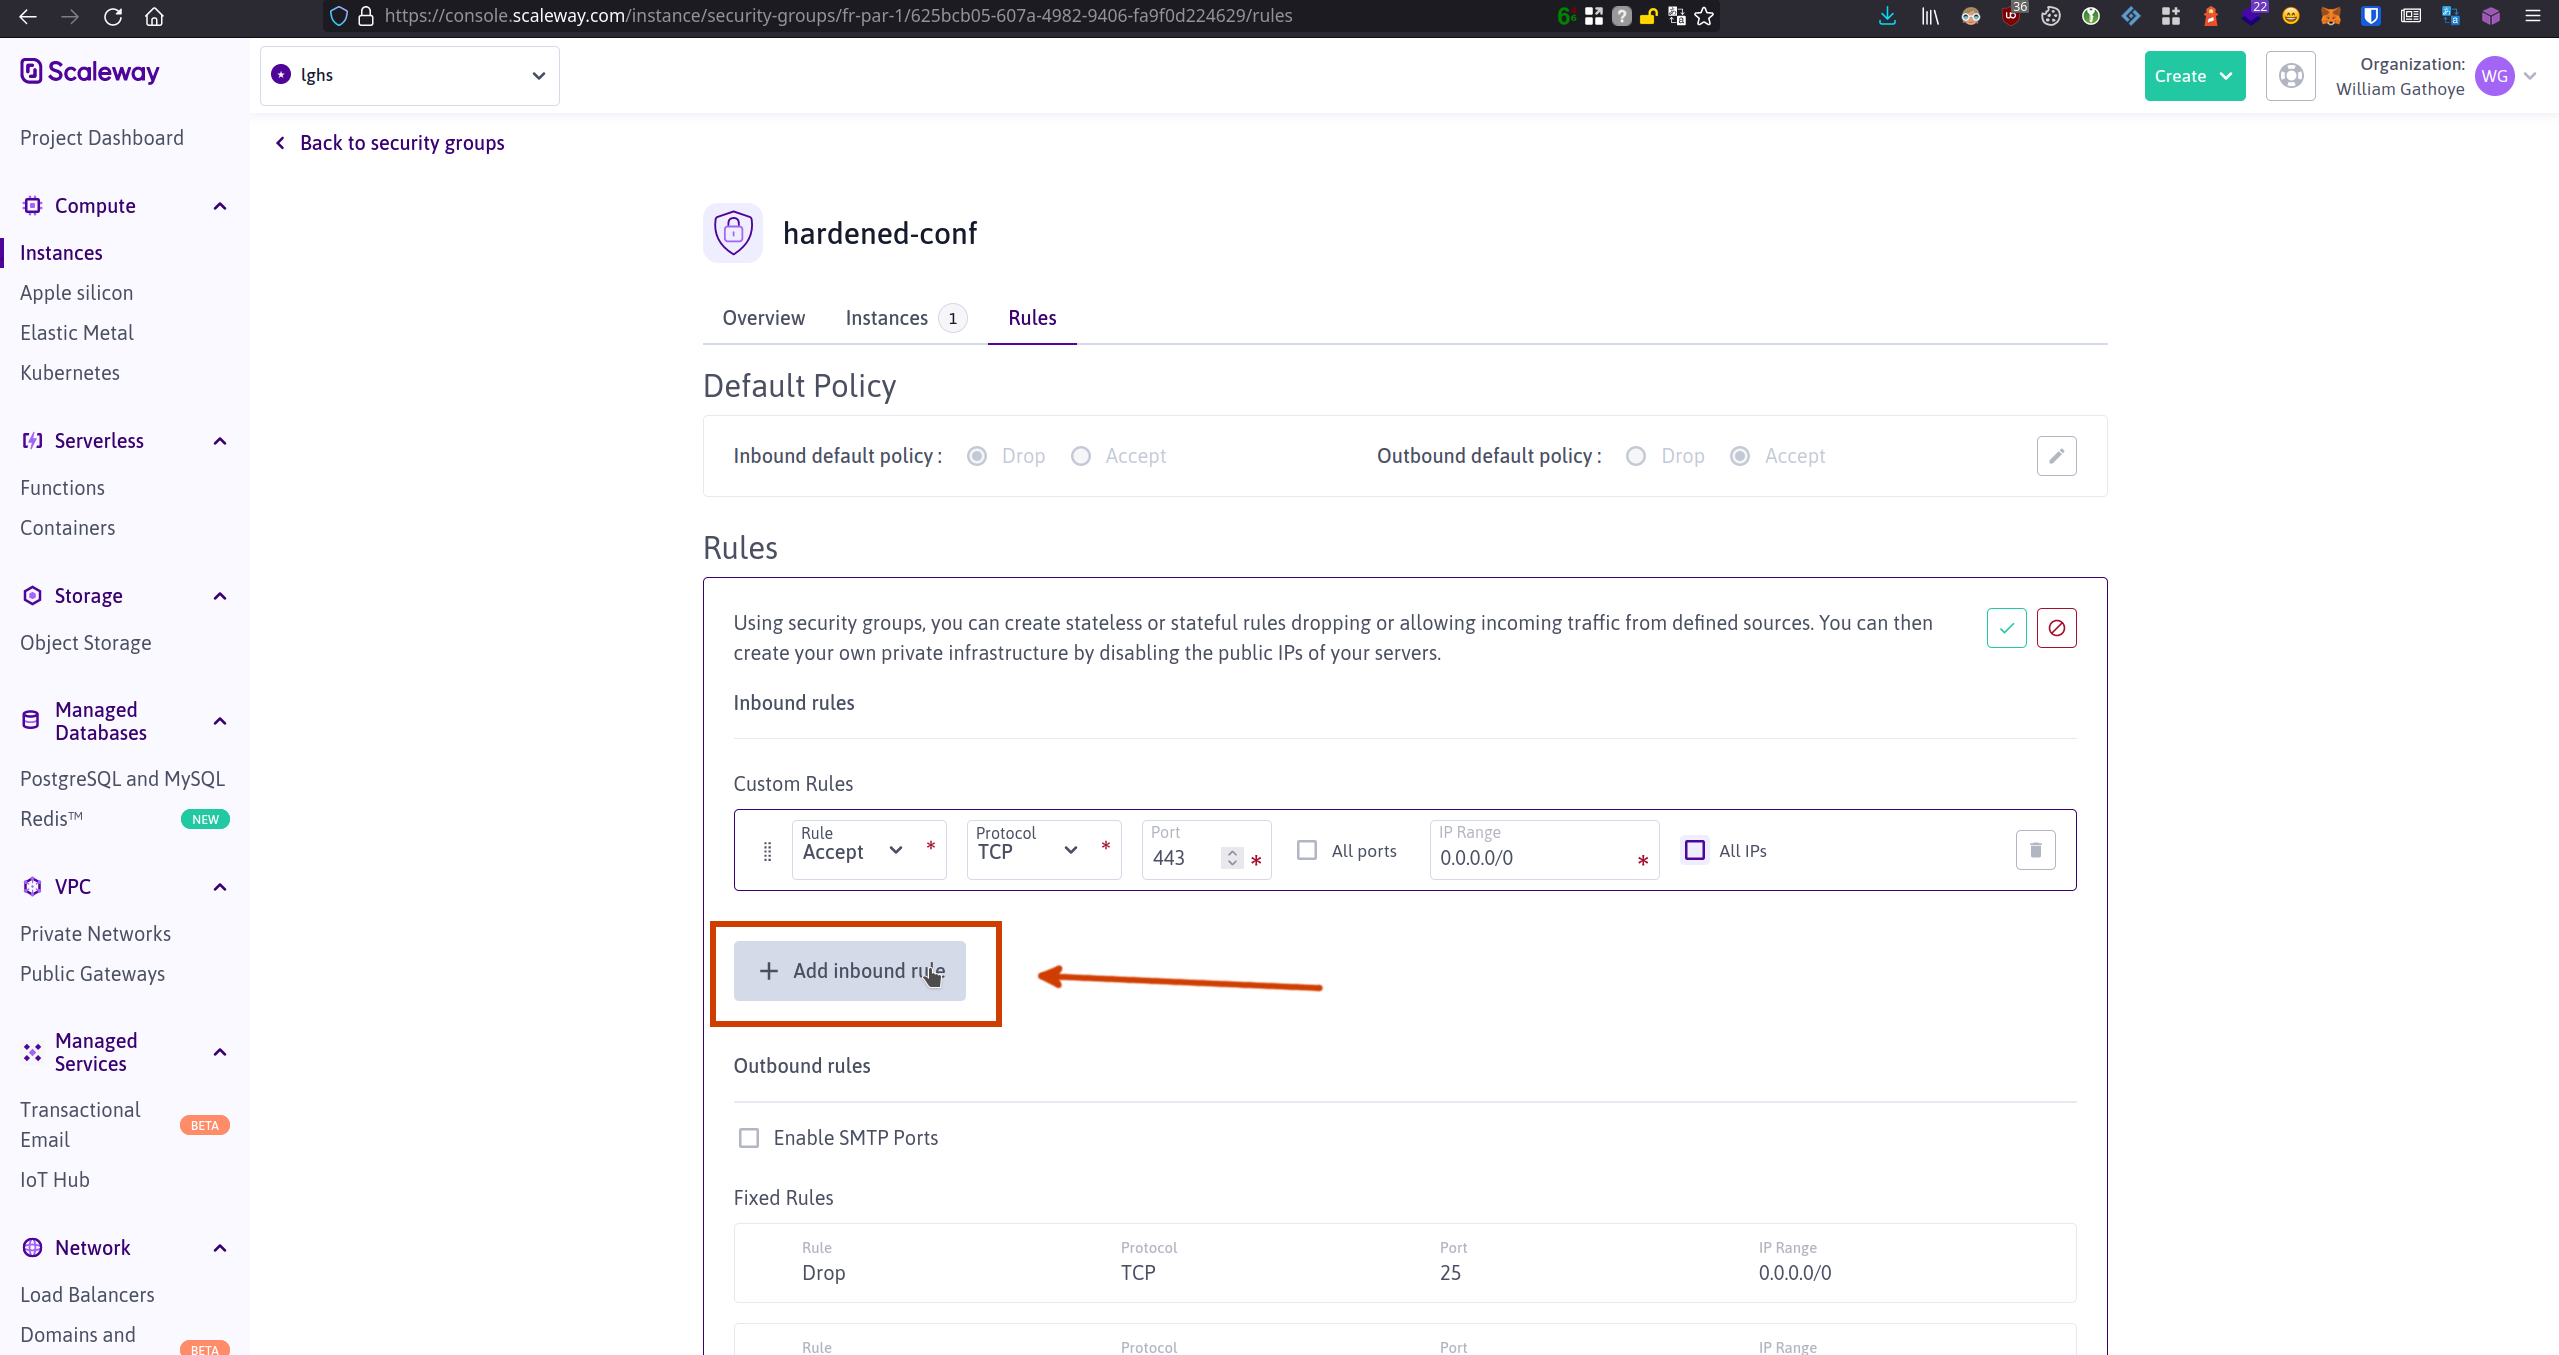 https://console.scaleway.com/instance/security-groups/fr-par-1/625bcb05-607a-4982-9406-fa9f0d224629/rules
36
22
Scaleway
lghs
Create
Organization:
William Gathoye
WG
Project Dashboard
Compute
Instances
Apple silicon
Elastic Metal
Kubernetes
Serverless
Functions
Containers
Storage
Object Storage
Managed
Databases
PostgreSQL and MySQL
Redis™ NEW
VPC
Private Networks
Public Gateways
Managed
Services
Transactional
Email
BETA
IoT Hub
Network
Load Balancers
Domains and
BETA
Back to security groups
hardened-conf
Overview Instances 1 Rules
Default Policy
Inbound default policy : Drop Accept Outbound default policy : Drop Accept
Rules
Using security groups, you can create stateless or stateful rules dropping or allowing incoming traffic from defined sources. You can then
create your own private infrastructure by disabling the public IPs of your servers.
Inbound rules
Custom Rules
Rule Protocol Port IP Range
Accept * TCP * 443 * All ports 0.0.0.0/0 * All IPs
Add inbound rule
Outbound rules
Enable SMTP Ports
Fixed Rules
Rule Protocol Port IP Range
Drop TCP 25 0.0.0.0/0
Rule Protocol Port IP Range